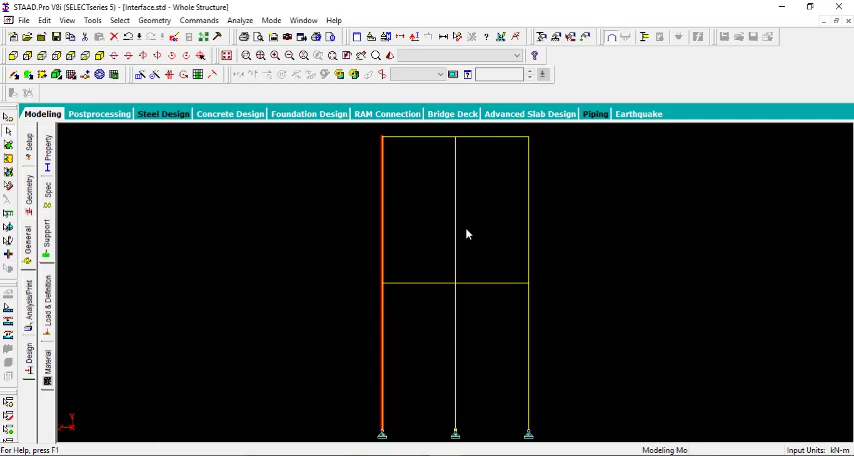 STAAD.Pro V8i (SELECTseries 5) - [Interface.std - Whole Structure]
File Edit View Tools Select Geometry Commands Analyze Mode Window Help
Modeling Postprocessing Steel Design Concrete Design Foundation Design RAM Connection Bridge Deck Advanced Slab Design Piping Earthquake
Setup
Geometry
General
Analysis/Print
Design
Property
Spec
Support
Load & Definition
Material
Y
X
For Help, press F1
Modeling Mo
Input Units: kN-m